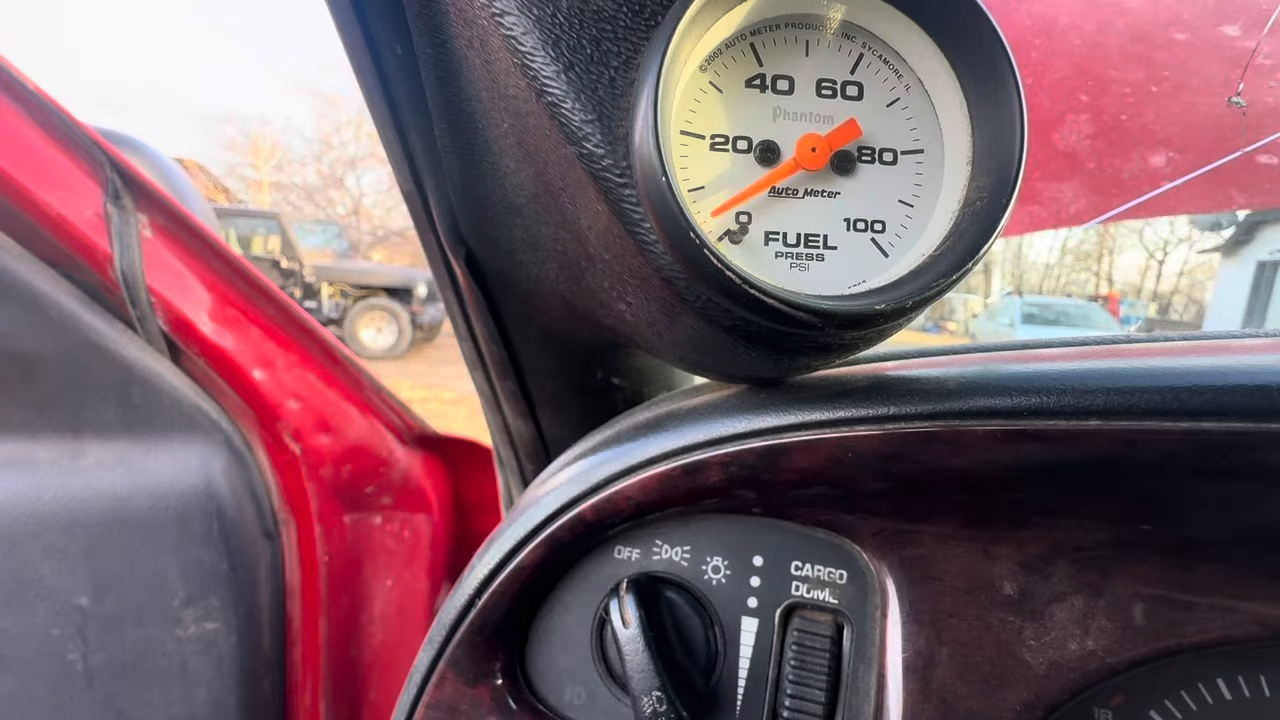 ©2002 AUTO METER PRODUCTS, INC. SYCAMORE, IL
40 60
Phantom
20 80
Auto Meter
0 100
FUEL
PRESS
PSI
OFF
CARGO
DOME